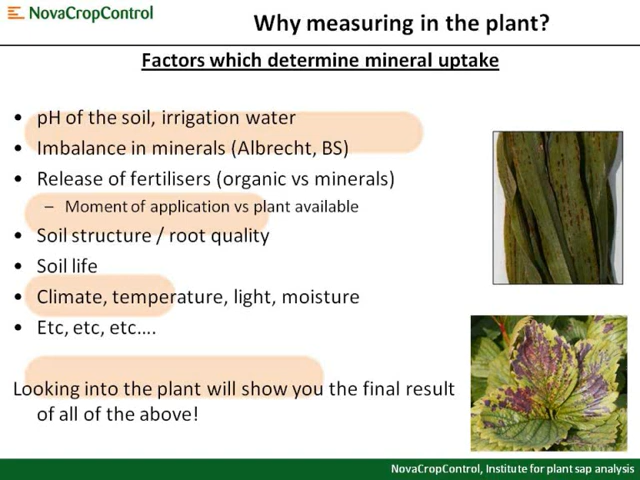 NovaCropControl
Why measuring in the plant?
Factors which determine mineral uptake
• pH of the soil, irrigation water
• Imbalance in minerals (Albrecht, BS)
• Release of fertilisers (organic vs minerals)
– Moment of application vs plant available
• Soil structure / root quality
• Soil life
• Climate, temperature, light, moisture
• Etc, etc, etc….
Looking into the plant will show you the final result
of all of the above!
NovaCropControl, Institute for plant sap analysis